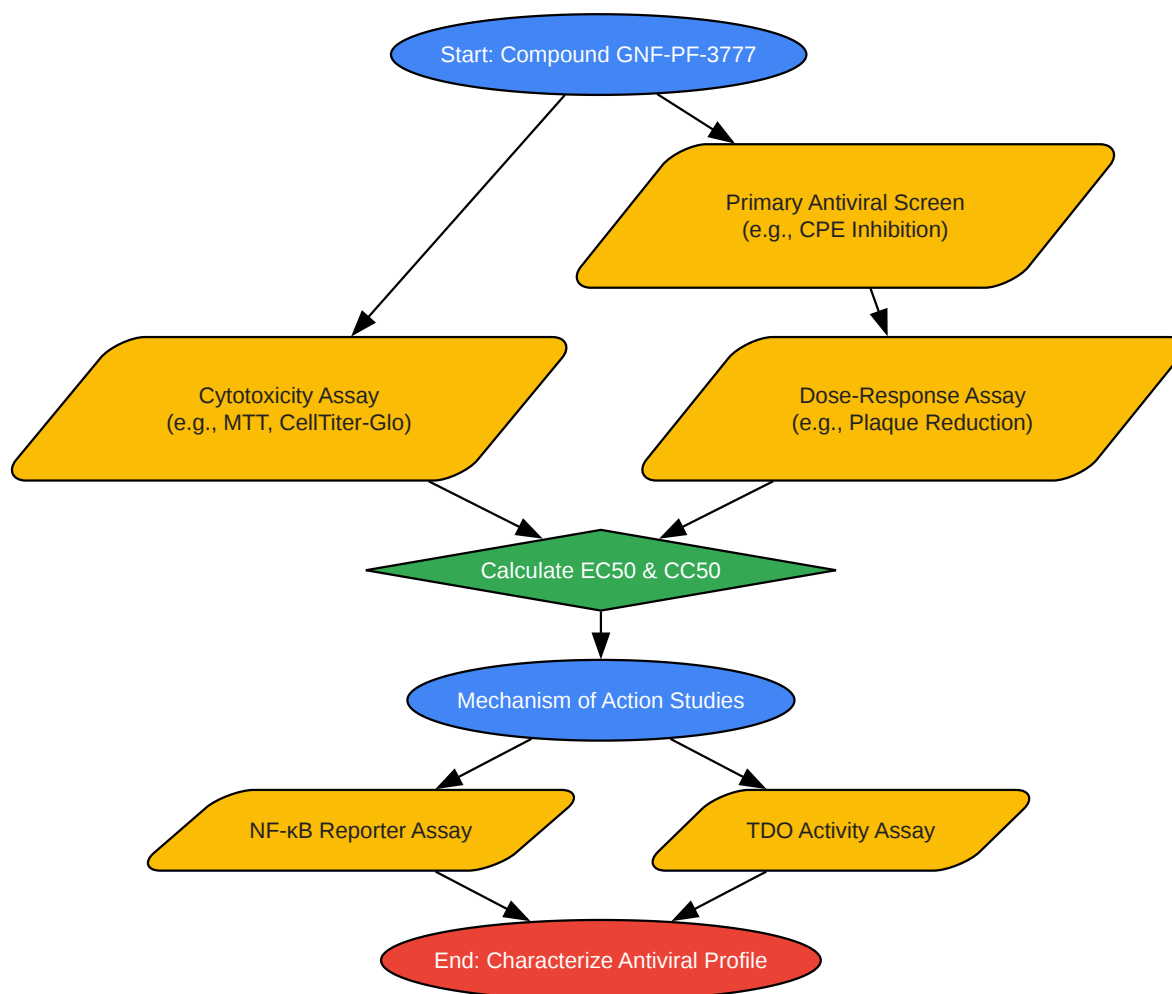 Start: Compound GNF-PF-3777
Primary Antiviral Screen
(e.g., CPE Inhibition)
Cytotoxicity Assay
(e.g., MTT, CellTiter-Glo)
Dose-Response Assay
(e.g., Plaque Reduction)
Calculate EC50 & CC50
Mechanism of Action Studies
NF-κB Reporter Assay
TDO Activity Assay
End: Characterize Antiviral Profile